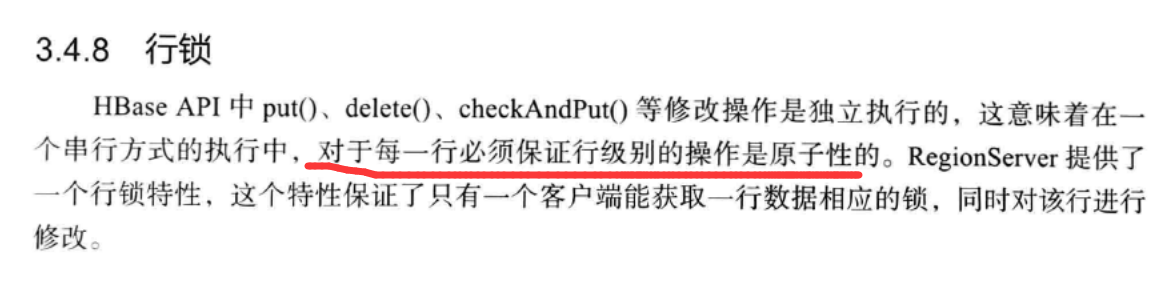 3.4.8 行锁
HBase API 中 put()、delete()、checkAndPut() 等修改操作是独立执行的，这意味着在一
个串行方式的执行中，对于每一行必须保证行级别的操作是原子性的。RegionServer 提供了
一个行锁特性，这个特性保证了只有一个客户端能获取一行数据相应的锁，同时对该行进行
修改。